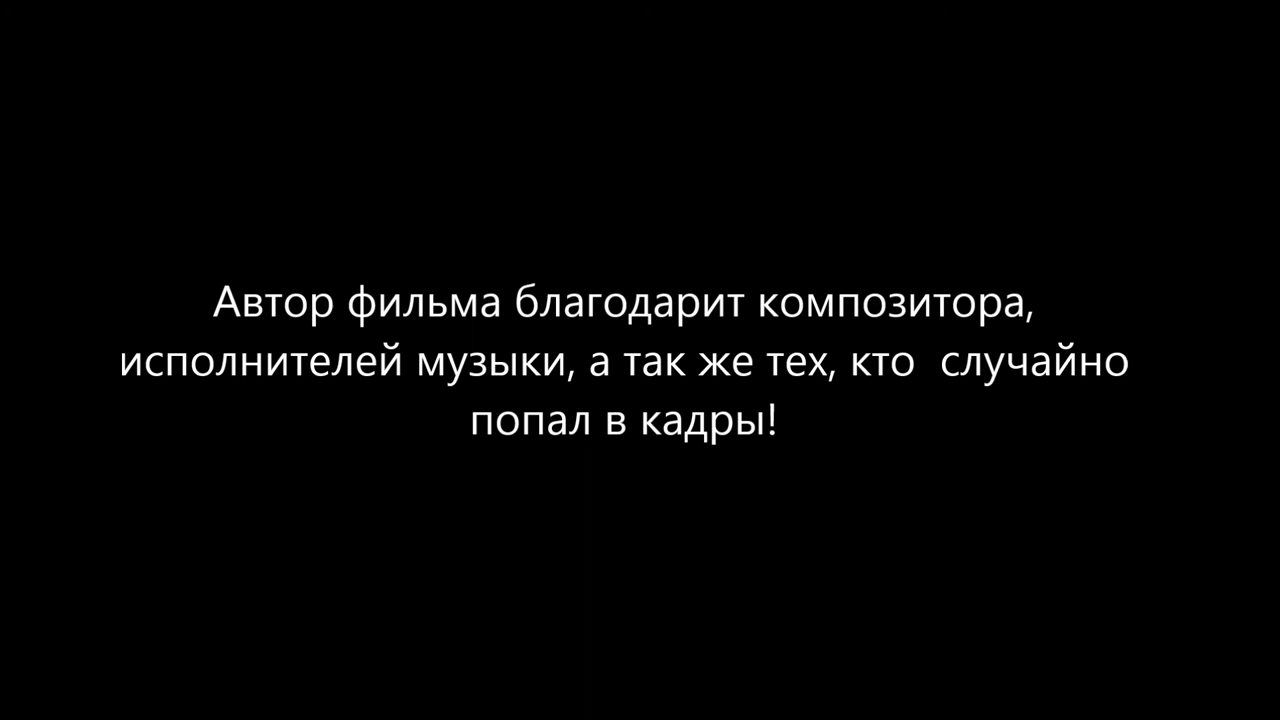 Автор фильма благодарит композитора,
исполнителей музыки, а так же тех, кто  случайно
попал в кадры!